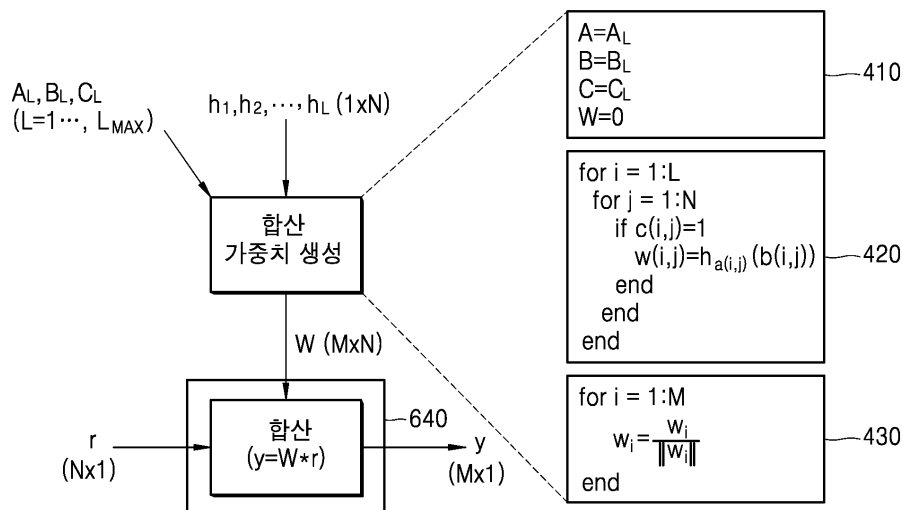 A_L, B_L, C_L
(L=1⋯, L_MAX)
h_1, h_2, ⋯, h_L (1xN)
합산
가중치 생성
W (MxN)
합산
(y=W*r)
640
r
(Nx1)
y
(Mx1)
A=A_L
B=B_L
C=C_L
W=0
410
for i = 1:L
for j = 1:N
if c(i,j)=1
w(i,j)=h_a(i,j) (b(i,j))
end
end
end
420
for i = 1:M
w_i = w_i / ‖w_i‖
end
430